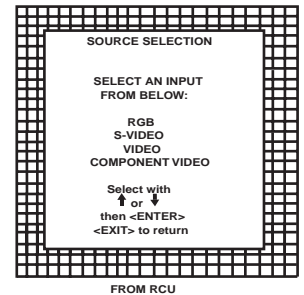 SOURCE SELECTION
SELECT AN INPUT
FROM BELOW:
RGB
S-VIDEO
VIDEO
COMPONENT VIDEO
Select with
↑ or ↓
then <ENTER>
<EXIT> to return
FROM RCU